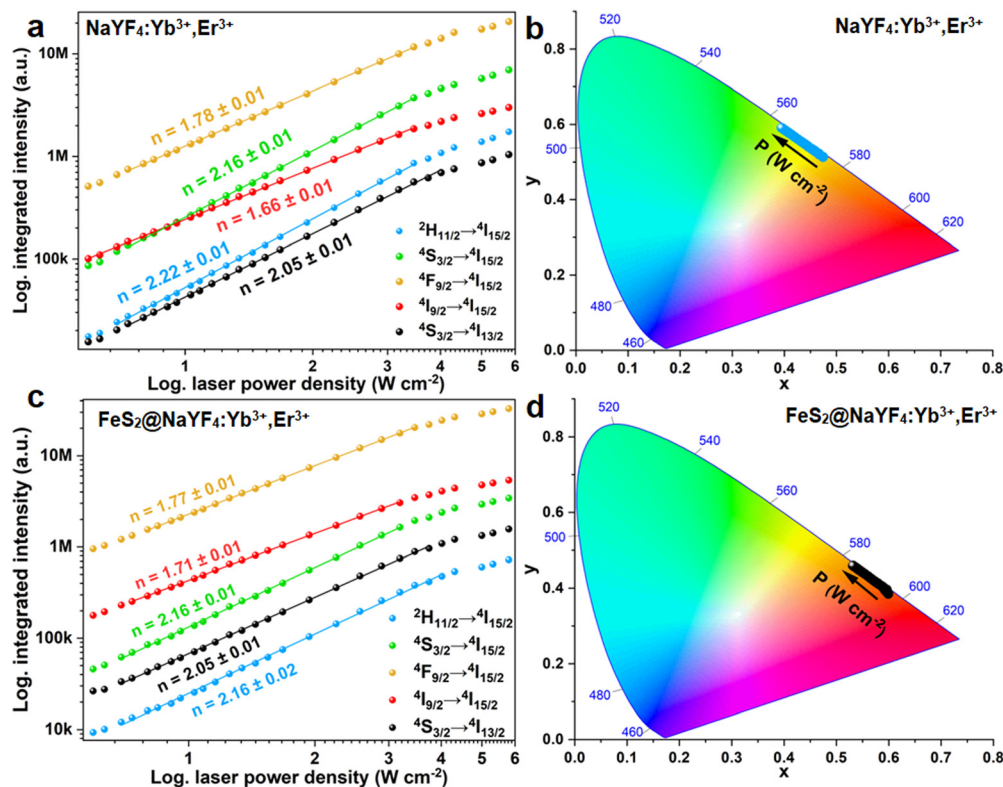 a
NaYF₄:Yb³⁺,Er³⁺
Log. integrated intensity (a.u.)
10M
1M
100k
n = 1.78 ± 0.01
n = 2.16 ± 0.01
n = 1.66 ± 0.01
n = 2.22 ± 0.01
n = 2.05 ± 0.01
²H₁₁/₂→⁴I₁₅/₂
⁴S₃/₂→⁴I₁₅/₂
⁴F₉/₂→⁴I₁₅/₂
⁴I₉/₂→⁴I₁₅/₂
⁴S₃/₂→⁴I₁₃/₂
1 2 3 4 5 6
Log. laser power density (W cm⁻²)
b
NaYF₄:Yb³⁺,Er³⁺
y
0.8
0.6
0.4
0.2
0.0
520
540
560
500
580
600
620
480
460
P (W cm⁻²)
0.0 0.1 0.2 0.3 0.4 0.5 0.6 0.7 0.8
x
c
FeS₂@NaYF₄:Yb³⁺,Er³⁺
Log. integrated intensity (a.u.)
10M
1M
100k
10k
n = 1.77 ± 0.01
n = 1.71 ± 0.01
n = 2.16 ± 0.01
n = 2.05 ± 0.01
n = 2.16 ± 0.02
²H₁₁/₂→⁴I₁₅/₂
⁴S₃/₂→⁴I₁₅/₂
⁴F₉/₂→⁴I₁₅/₂
⁴I₉/₂→⁴I₁₅/₂
⁴S₃/₂→⁴I₁₃/₂
1 2 3 4 5 6
Log. laser power density (W cm⁻²)
d
FeS₂@NaYF₄:Yb³⁺,Er³⁺
y
0.8
0.6
0.4
0.2
0.0
520
540
560
500
580
600
620
480
460
P (W cm⁻²)
0.0 0.1 0.2 0.3 0.4 0.5 0.6 0.7 0.8
x